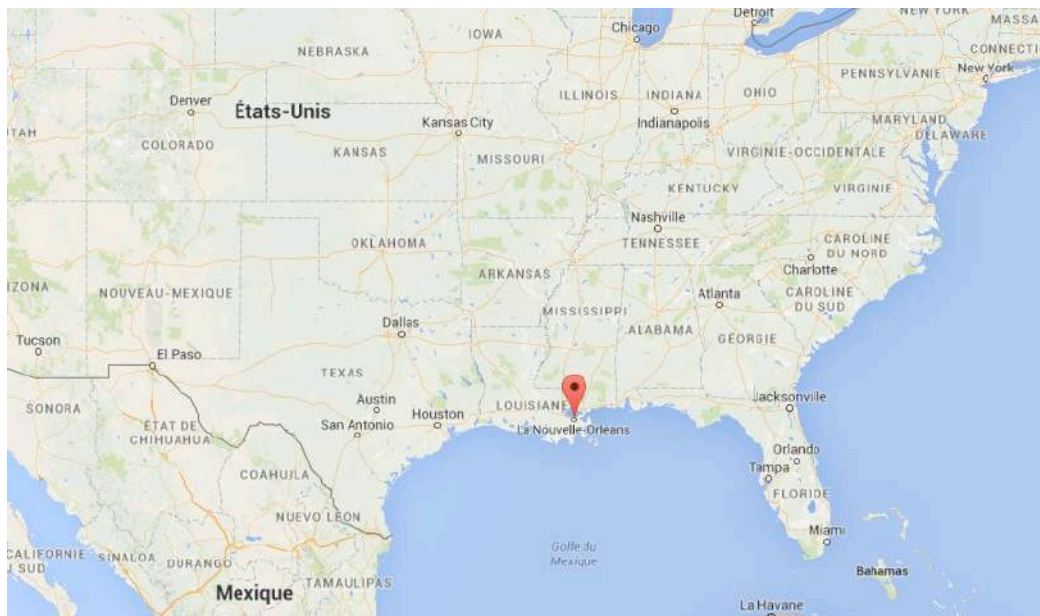 Detroit
NEW YORK
MASSA
Chicago
IOWA
NEBRASKA
CONNECTI
PENNSYLVANIE
New York
ILLINOIS
INDIANA
OHIO
Denver
États-Unis
Kansas City
Indianapolis
MARYLAND
DELAWARE
UTAH
COLORADO
KANSAS
MISSOURI
VIRGINIE-OCCIDENTALE
KENTUCKY
VIRGINIE
Nashville
TENNESSEE
OKLAHOMA
CAROLINE
DU NORD
ARKANSAS
Charlotte
IZONA
NOUVEAU-MEXIQUE
Atlanta
CAROLINE
DU SUD
MISSISSIPPI
Dallas
ALABAMA
GÉORGIE
Tucson
El Paso
TEXAS
Austin
LOUISIANE
Jacksonville
SONORA
Houston
ÉTAT DE
CHIHUAHUA
San Antonio
La Nouvelle-Orléans
Orlando
COAHUILA
Tampa
FLORIDE
NUEVO LEÓN
Miami
CALIFORNIE
DU SUD
SINALOA
DURANGO
Golfe du
Mexique
Bahamas
TAMAULIPAS
Mexique
La Havane